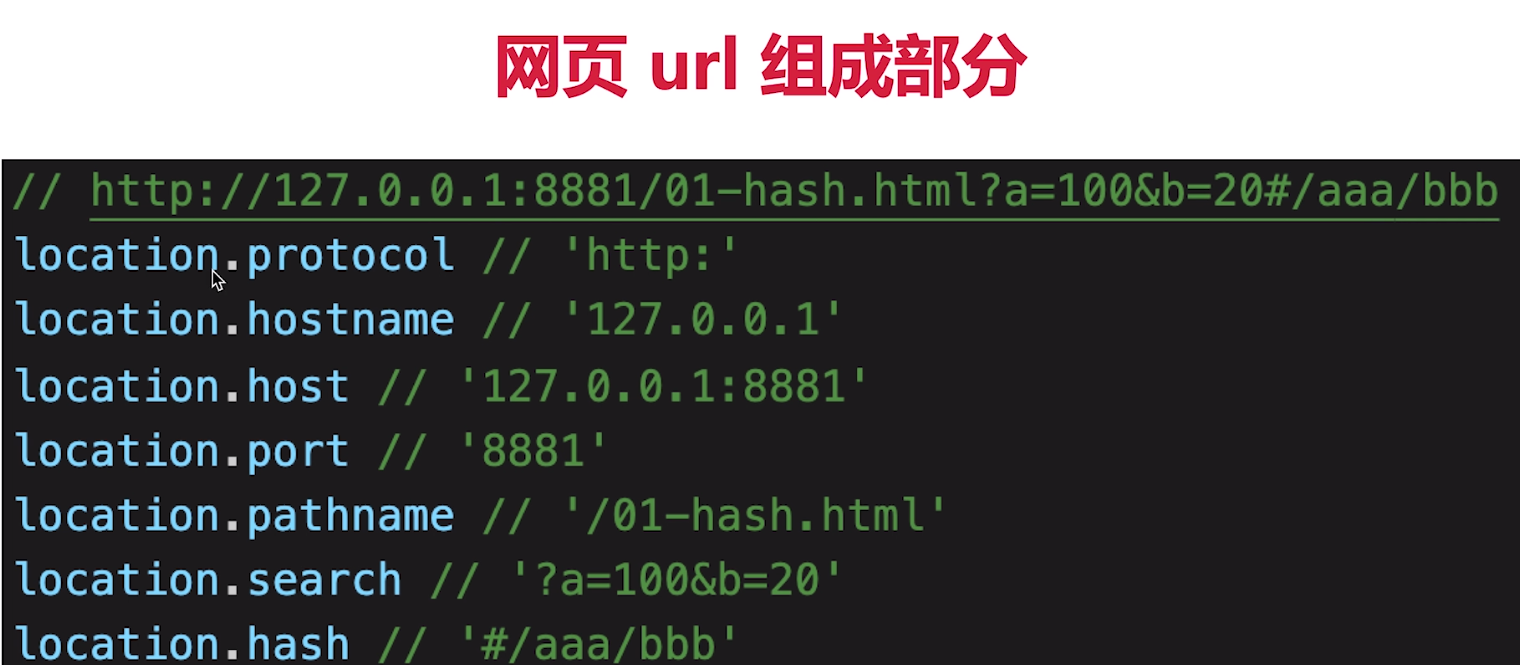 网页 url 组成部分
// http://127.0.0.1:8881/01-hash.html?a=100&b=20#/aaa/bbb
location.protocol // 'http:'
location.hostname // '127.0.0.1'
location.host // '127.0.0.1:8881'
location.port // '8881'
location.pathname // '/01-hash.html'
location.search // '?a=100&b=20'
location.hash // '#/aaa/bbb'